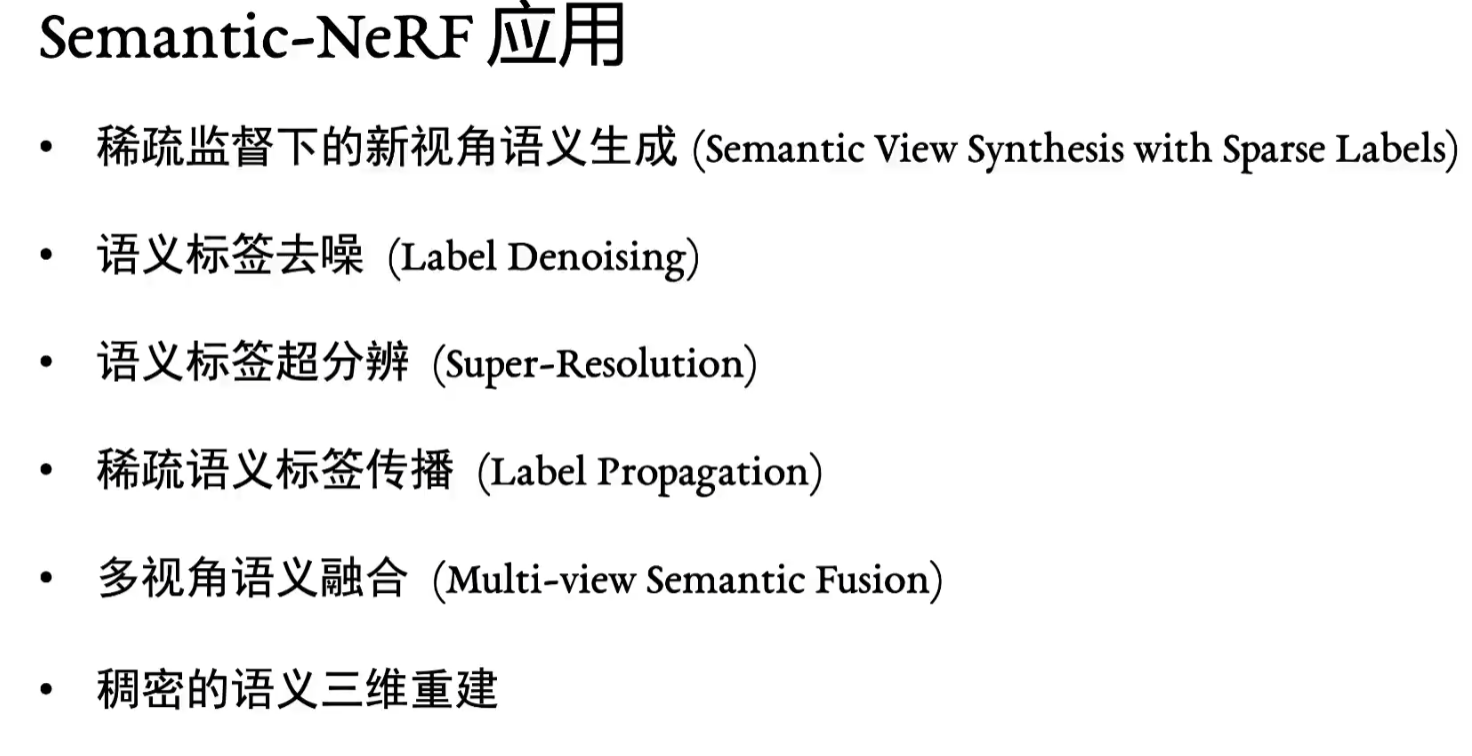 Semantic-NeRF 应用
• 稀疏监督下的新视角语义生成 (Semantic View Synthesis with Sparse Labels)
• 语义标签去噪 (Label Denoising)
• 语义标签超分辨 (Super-Resolution)
• 稀疏语义标签传播 (Label Propagation)
• 多视角语义融合 (Multi-view Semantic Fusion)
• 稠密的语义三维重建